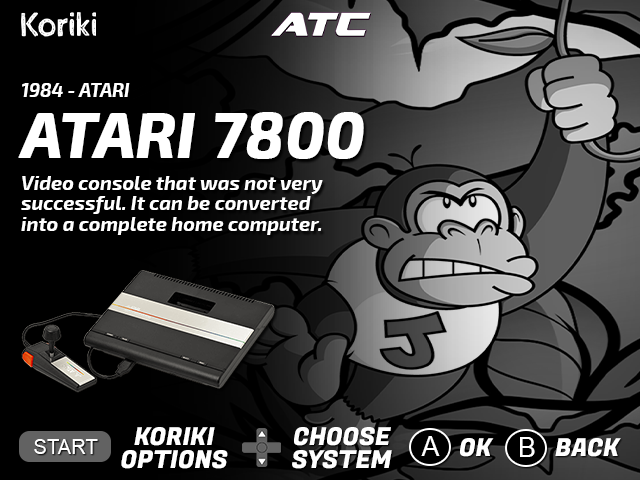 Koriki
ATC
1984 - ATARI
ATARI 7800
Video console that was not very
successful. It can be converted
into a complete home computer.
J
START
KORIKI
OPTIONS
CHOOSE
SYSTEM
A
OK
B
BACK